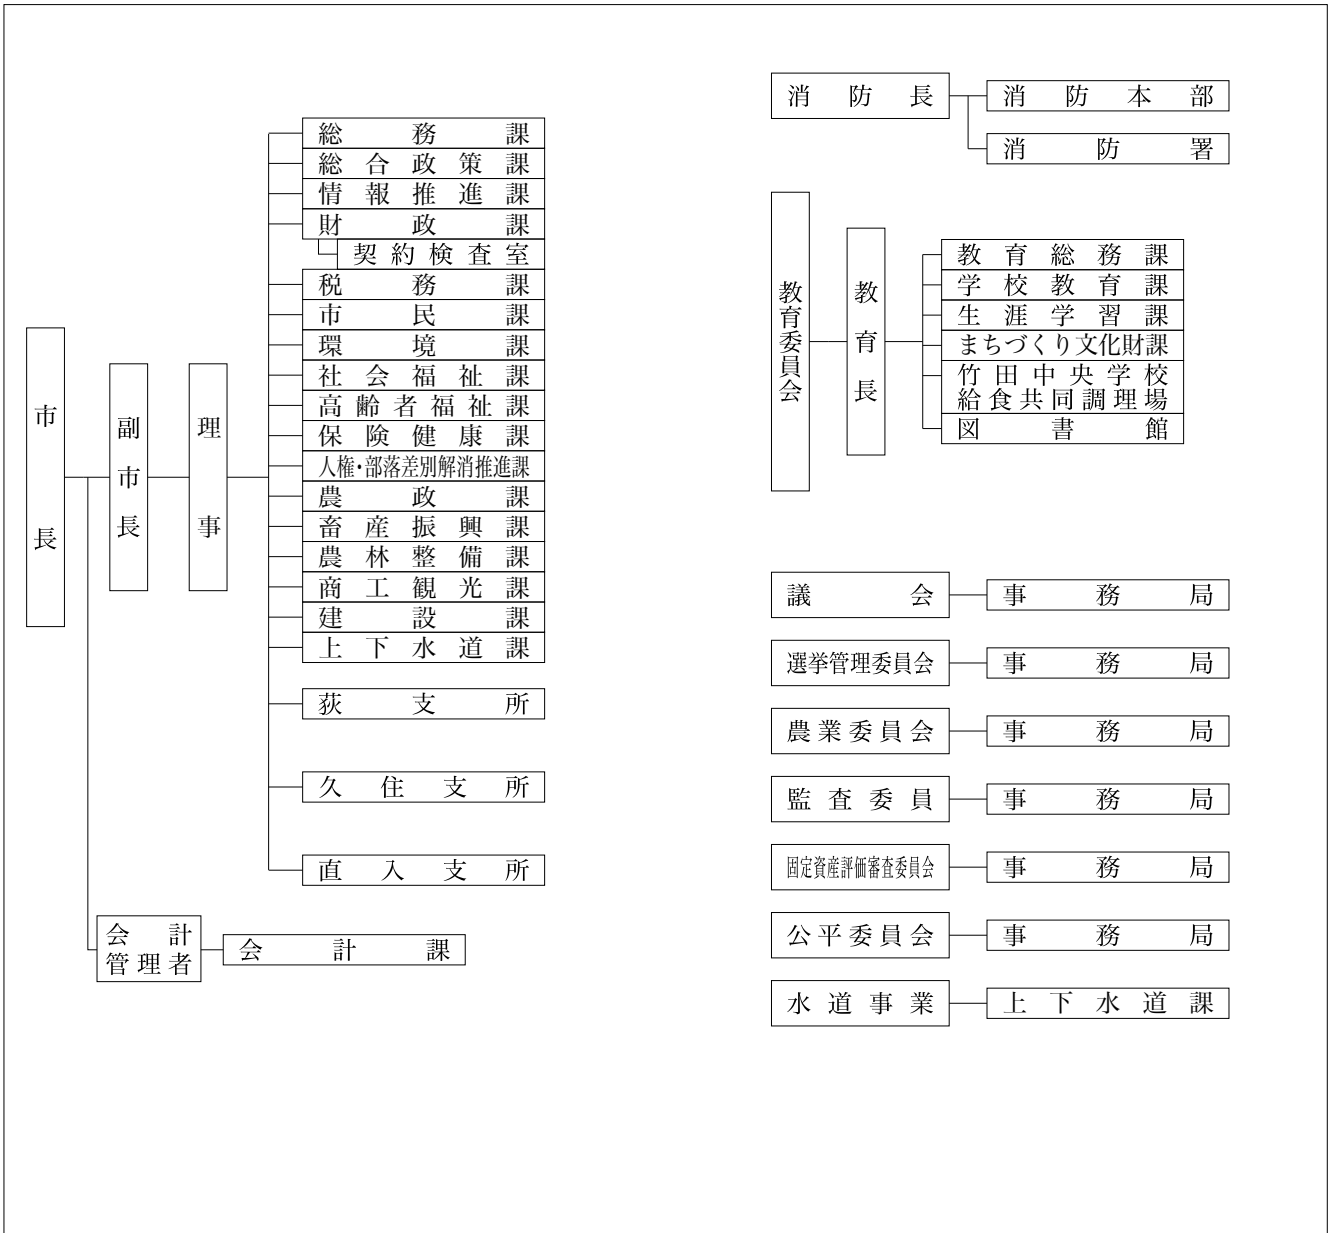 市長
副市長
理事
総務課
総合政策課
情報推進課
財政課
契約検査室
税務課
市民課
環境課
社会福祉課
高齢者福祉課
保険健康課
人権・部落差別解消推進課
農政課
畜産振興課
農林整備課
商工観光課
建設課
上下水道課
荻支所
久住支所
直入支所
会計
管理者
会計課
消防長
消防本部
消防署
教育委員会
教育長
教育総務課
学校教育課
生涯学習課
まちづくり文化財課
竹田中央学校
給食共同調理場
図書館
議会
事務局
選挙管理委員会
事務局
農業委員会
事務局
監査委員
事務局
固定資産評価審査委員会
事務局
公平委員会
事務局
水道事業
上下水道課